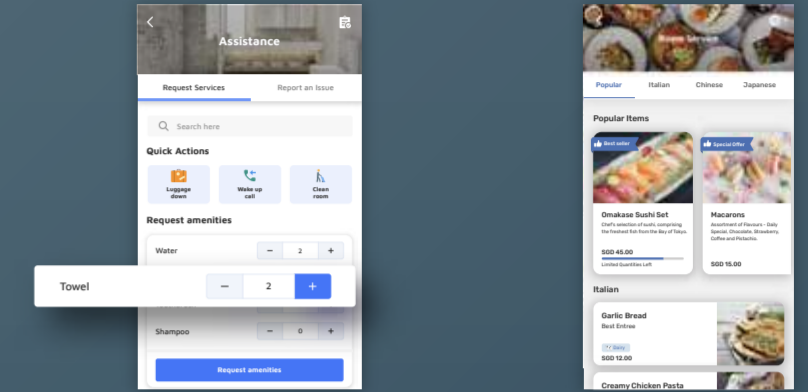 Assistance
Request Services
Report an Issue
Search here
Quick Actions
Luggage
down
Wake up
call
Clean
room
Request amenities
Water
2
Towel
2
Shampoo
0
Request amenities
Room Service
Popular
Italian
Chinese
Japanese
Popular Items
Best seller
Omakase Sushi Set
Chef's selection of sushi, comprising
the freshest fish from the Bay of Tokyo.
SGD 45.00
Limited Quantities Left
Special Offer
Macarons
Assortment of Flavours - Daily
Special, Chocolate, Strawberry,
Coffee and Pistachio.
SGD 15.00
Italian
Garlic Bread
Best Entree
Dairy
SGD 12.00
Creamy Chicken Pasta